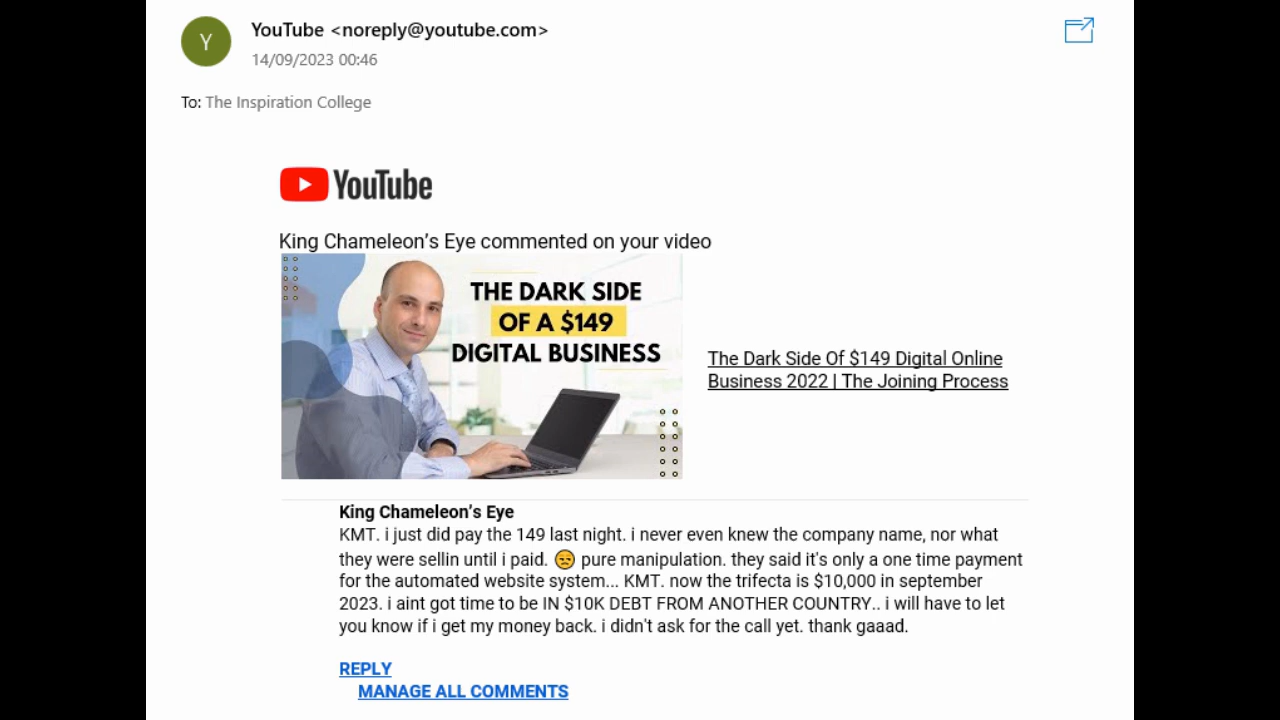 Y
YouTube <noreply@youtube.com>
14/09/2023 00:46
To: The Inspiration College
YouTube
King Chameleon’s Eye commented on your video
THE DARK SIDE
OF A $149
DIGITAL BUSINESS
The Dark Side Of $149 Digital Online
Business 2022 | The Joining Process
King Chameleon’s Eye
KMT. i just did pay the 149 last night. i never even knew the company name, nor what
they were sellin until i paid. 😒 pure manipulation. they said it's only a one time payment
for the automated website system... KMT. now the trifecta is $10,000 in september
2023. i aint got time to be IN $10K DEBT FROM ANOTHER COUNTRY.. i will have to let
you know if i get my money back. i didn't ask for the call yet. thank gaaad.
REPLY
MANAGE ALL COMMENTS